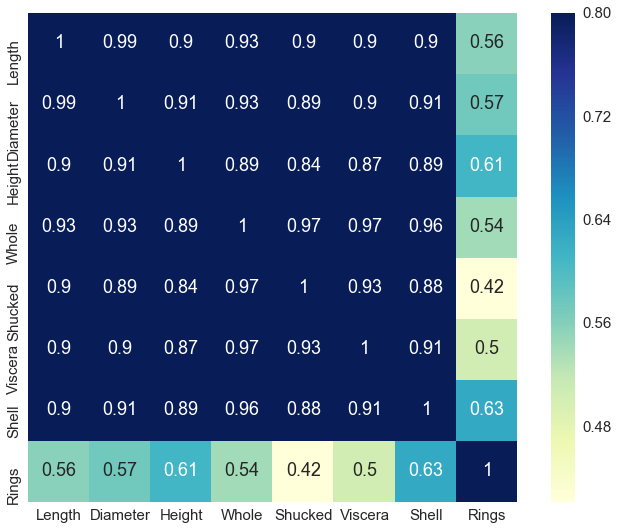 Length 1 0.99 0.9 0.93 0.9 0.9 0.9 0.56
Diameter 0.99 1 0.91 0.93 0.89 0.9 0.91 0.57
Height 0.9 0.91 1 0.89 0.84 0.87 0.89 0.61
Whole 0.93 0.93 0.89 1 0.97 0.97 0.96 0.54
Shucked 0.9 0.89 0.84 0.97 1 0.93 0.88 0.42
Viscera 0.9 0.9 0.87 0.97 0.93 1 0.91 0.5
Shell 0.9 0.91 0.89 0.96 0.88 0.91 1 0.63
Rings 0.56 0.57 0.61 0.54 0.42 0.5 0.63 1
Length Diameter Height Whole Shucked Viscera Shell Rings
0.80
0.72
0.64
0.56
0.48